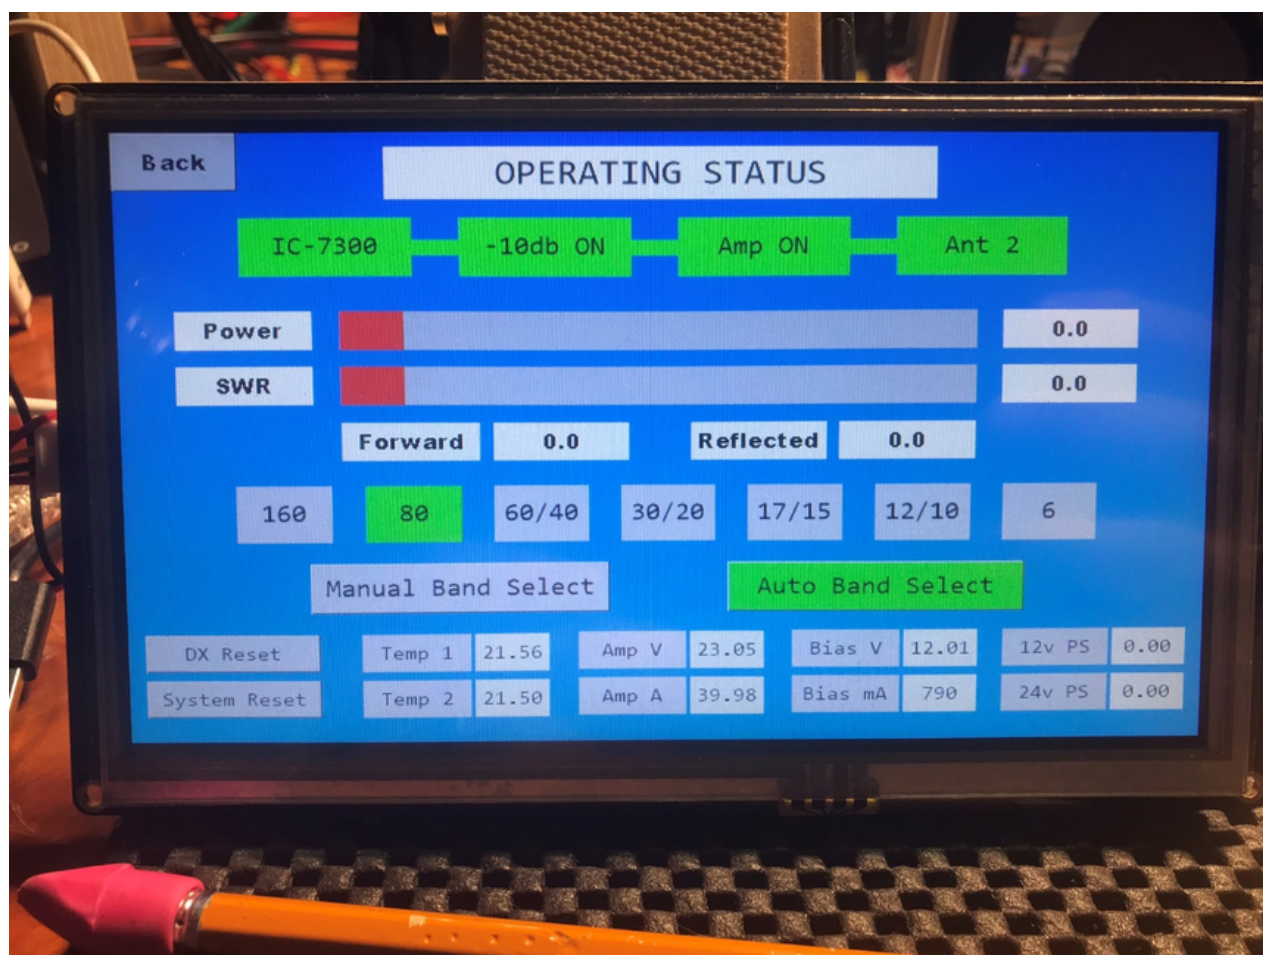 Back
OPERATING STATUS
IC-7300 -10db ON Amp ON Ant 2
Power 0.0
SWR 0.0
Forward 0.0 Reflected 0.0
160 80 60/40 30/20 17/15 12/10 6
Manual Band Select Auto Band Select
DX Reset Temp 1 21.56 Amp V 23.05 Bias V 12.01 12v PS 0.00
System Reset Temp 2 21.50 Amp A 39.98 Bias mA 790 24v PS 0.00